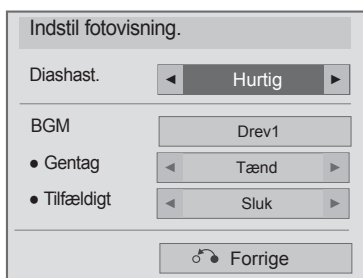 Indstil fotovisning.
Diashast. ◄ Hurtig ►
BGM Drev1
● Gentag ◄ Tænd ►
● Tilfældigt ◄ Sluk ►
Forrige